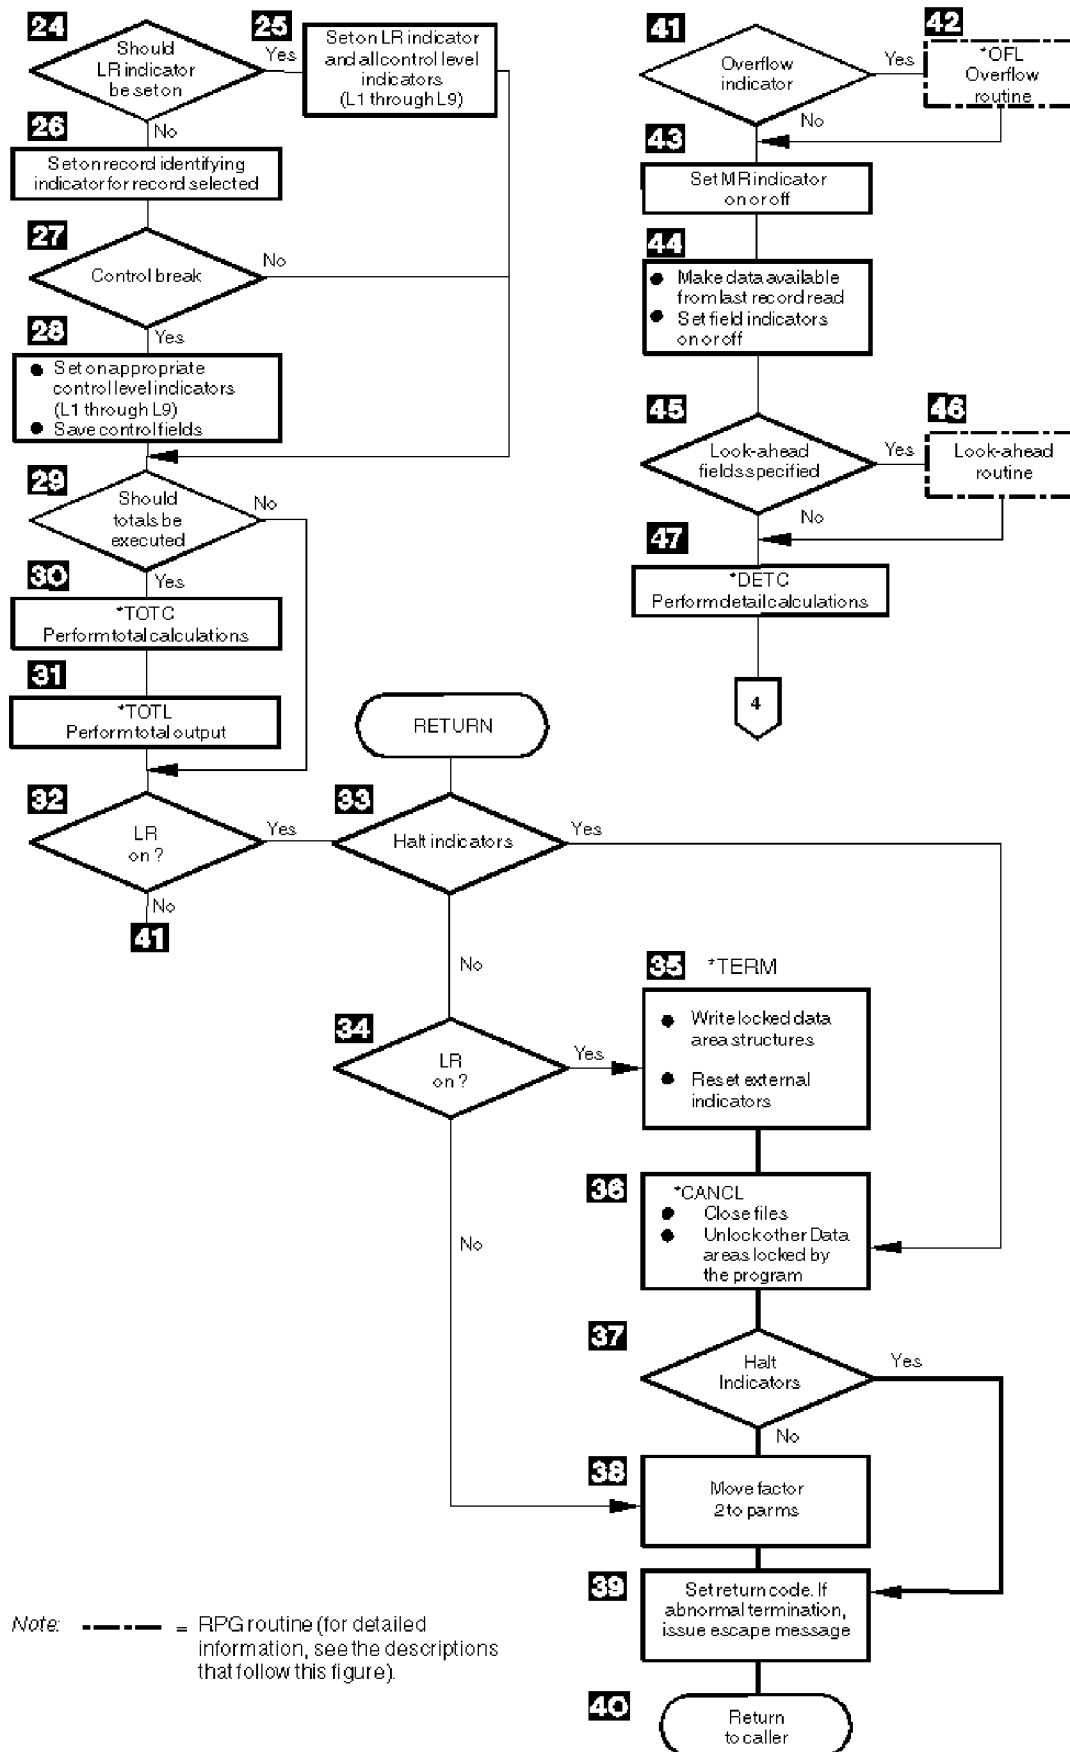 24
Should
LR indicator
be set on
Yes
25
Set on LR indicator
and all control level
indicators
(L1 through L9)
No
26
Set on record identifying
indicator for record selected
27
Control break
No
Yes
28
● Set on appropriate
control level indicators
(L1 through L9)
● Save control fields
29
Should
totals be
executed
No
Yes
30
*TOTC
Perform total calculations
31
*TOTL
Perform total output
32
LR
on ?
Yes
No
41
RETURN
33
Halt indicators
Yes
No
34
LR
on ?
Yes
No
35 *TERM
● Write locked data
area structures
● Reset external
indicators
36
*CANCL
● Close files
● Unlock other Data
areas locked by
the program
37
Halt
Indicators
Yes
No
38
Move factor
2 to parms
39
Set return code. If
abnormal termination,
issue escape message
40
Return
to caller
41
Overflow
indicator
Yes
42
*OFL
Overflow
routine
No
43
Set MR indicator
on or off
44
● Make data available
from last record read
● Set field indicators
on or off
45
Look-ahead
fields specified
Yes
46
Look-ahead
routine
No
47
*DETC
Perform detail calculations
4
Note: = RPG routine (for detailed
information, see the descriptions
that follow this figure).